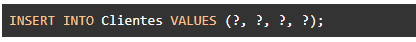 INSERT INTO Clientes VALUES (?, ?, ?, ?);